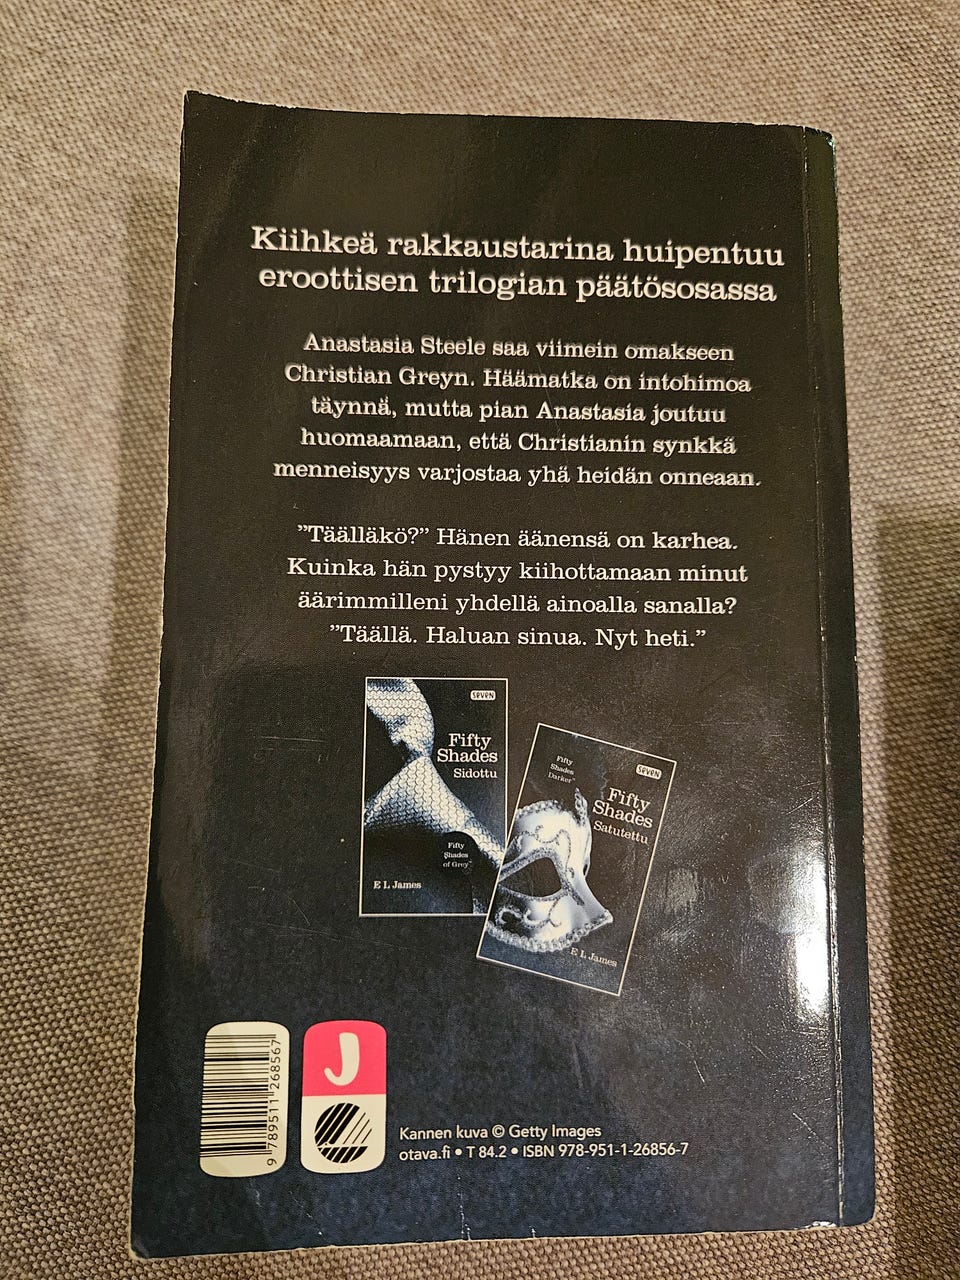 Kiihkeä rakkaustarina huipentuu
eroottisen trilogian päätösosassa
Anastasia Steele saa viimein omakseen
Christian Greyn. Häämatka on intohimoa
täynnä, mutta pian Anastasia joutuu
huomaamaan, että Christianin synkkä
menneisyys varjostaa yhä heidän onneaan.
”Täälläkö?” Hänen äänensä on karhea.
Kuinka hän pystyy kiihottamaan minut
äärimmilleni yhdellä ainoalla sanalla?
”Täällä. Haluan sinua. Nyt heti.”
seven
Fifty
Shades
Sidottu
Fifty
Shades
of Grey™
E L James
seven
Fifty
Shades
Darker™
Fifty
Shades
Satutettu
E L James
9 789511 268567
J
Kannen kuva © Getty Images
otava.fi • T 84.2 • ISBN 978-951-1-26856-7